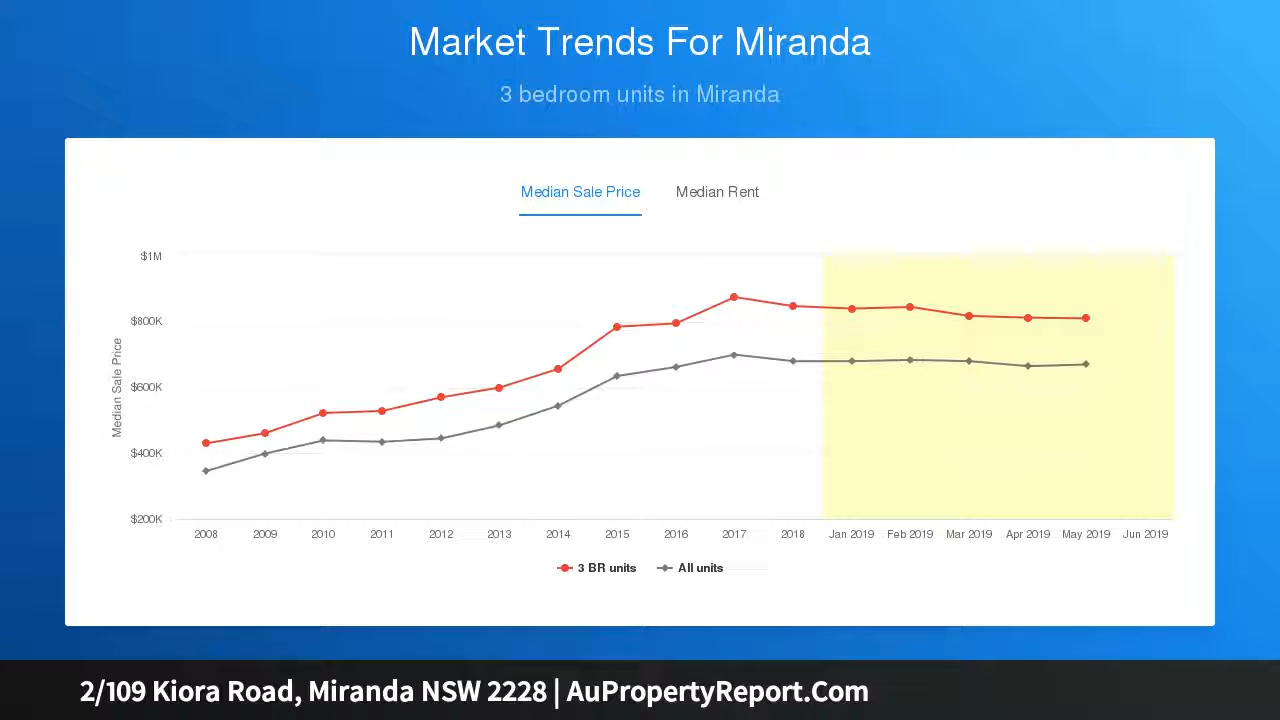 Market Trends For Miranda
3 bedroom units in Miranda
Median Sale Price Median Rent
Median Sale Price
$1M
$800K
$600K
$400K
$200K
2008 2009 2010 2011 2012 2013 2014 2015 2016 2017 2018 Jan 2019 Feb 2019 Mar 2019 Apr 2019 May 2019 Jun 2019
3 BR units All units
2/109 Kiora Road, Miranda NSW 2228 | AuPropertyReport.Com